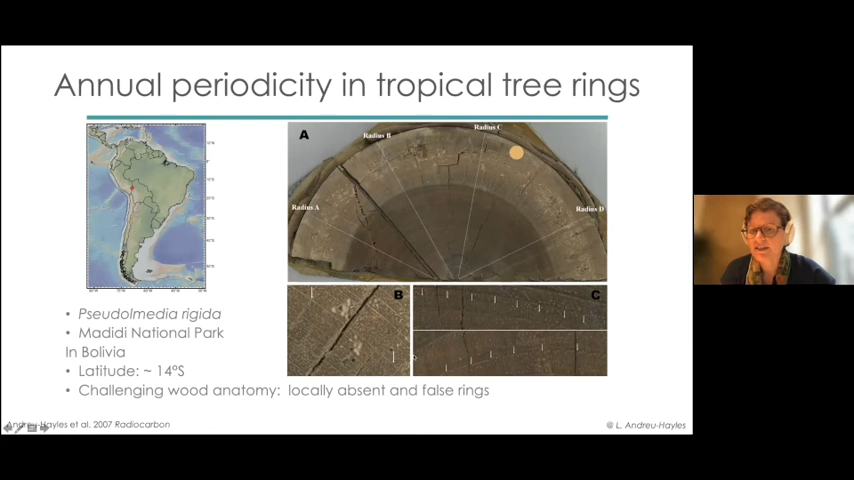 Annual periodicity in tropical tree rings
A
Radius A
Radius B
Radius C
Radius D
B
C
• Pseudolmedia rigida
• Madidi National Park
In Bolivia
• Latitude: ~ 14°S
• Challenging wood anatomy: locally absent and false rings
Andreu-Hayles et al. 2007 Radiocarbon
@ L. Andreu-Hayles